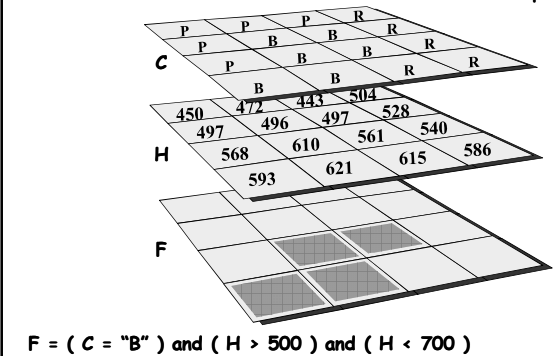 P P P R
P B B R
P B B R
B B R R
C
450 472 443 504
497 496 497 528
568 610 561 540
593 621 615 586
H
F
F = ( C = “B” ) and ( H > 500 ) and ( H < 700 )